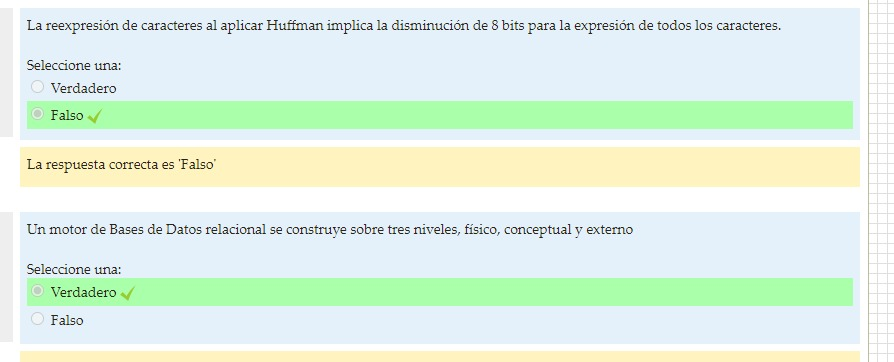 La reexpresión de caracteres al aplicar Huffman implica la disminución de 8 bits para la expresión de todos los caracteres.
Seleccione una:
Verdadero
Falso
La respuesta correcta es 'Falso'
Un motor de Bases de Datos relacional se construye sobre tres niveles, físico, conceptual y externo
Seleccione una:
Verdadero
Falso